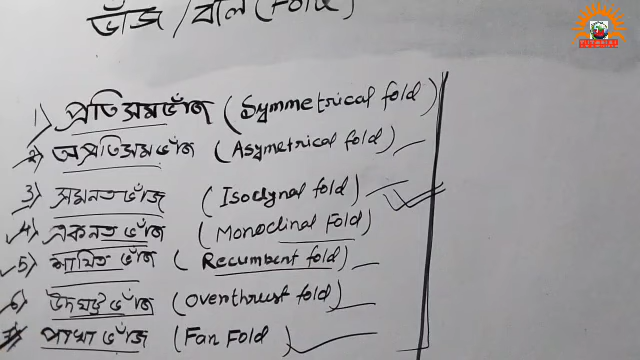 ভাঁজ / বলি (Fold)
1) প্রতিসমভাঁজ (Symmetrical fold)
2) অপ্রতিসম ভাঁজ (Asymetrical fold)
3) সমনত ভাঁজ (Isoclynal fold)
4) একনত ভাঁজ (Monoclinal Fold)
5) শায়িত ভাঁজ (Recumbent fold)
6) উদঘট্ট ভাঁজ (Overthrust fold)
7) পাখা ভাঁজ (Fan Fold)